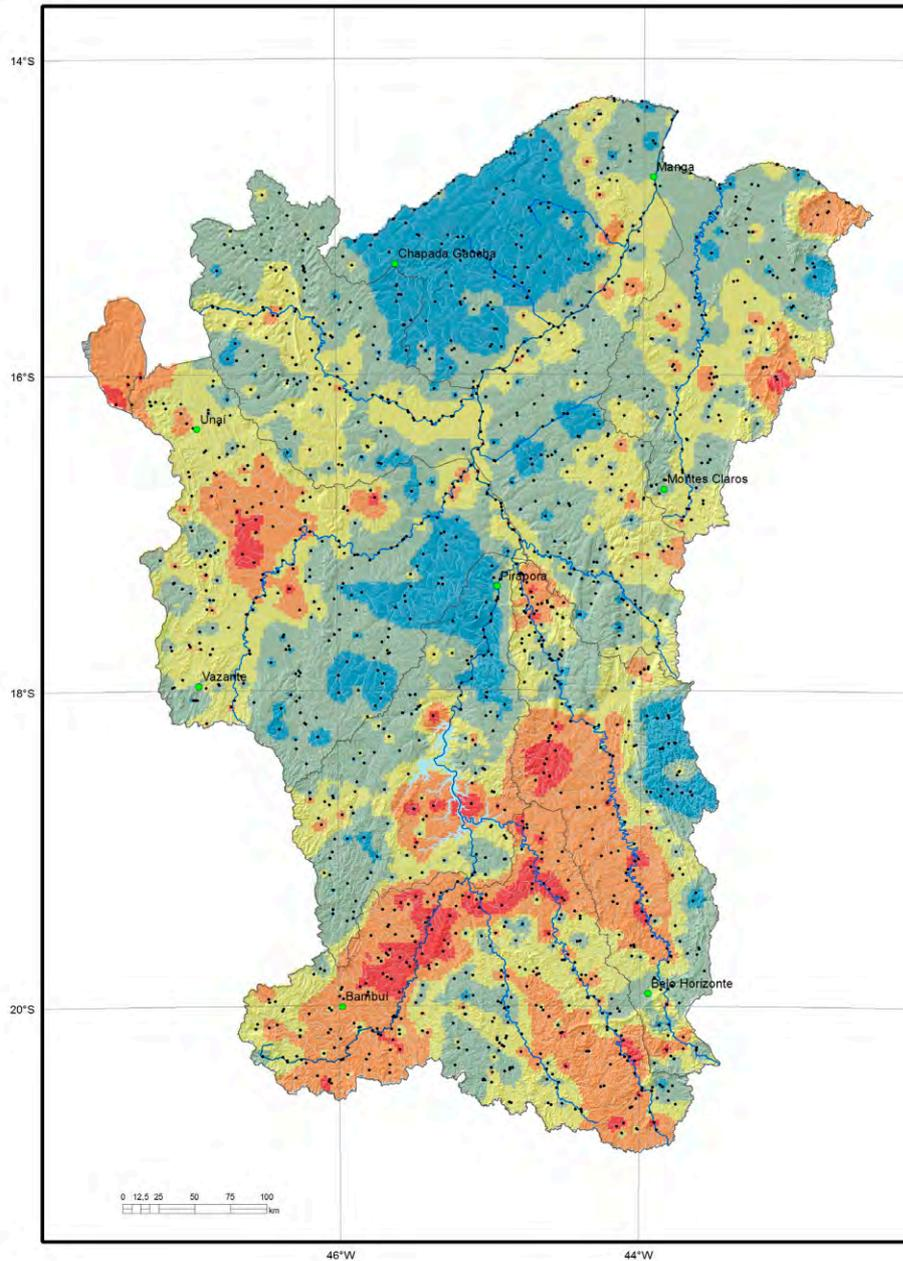 14°S
Manga
Chapada Gaúcha
16°S
Unaí
Montes Claros
Pirapora
Vazante
18°S
Belo Horizonte
Bambuí
20°S
0 12,5 25 50 75 100
km
46°W 44°W